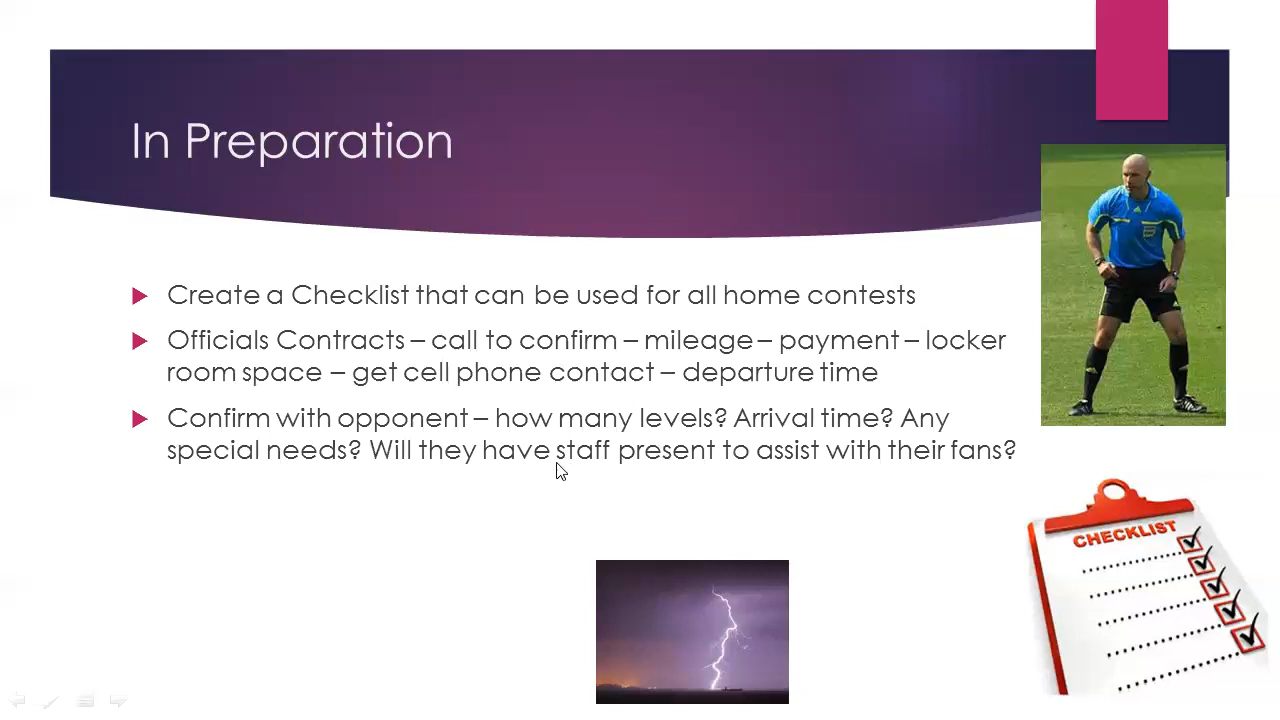 In Preparation
Create a Checklist that can be used for all home contests
Officials Contracts – call to confirm – mileage – payment – locker
room space – get cell phone contact – departure time
Confirm with opponent – how many levels? Arrival time? Any
special needs? Will they have staff present to assist with their fans?
CHECKLIST